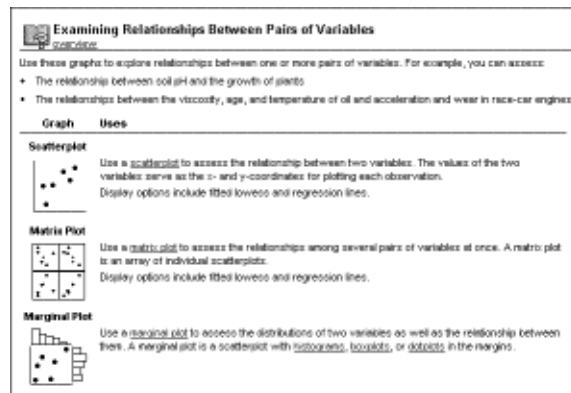 Examining Relationships Between Pairs of Variables
overview
Use these graphs to explore relationships between one or more pairs of variables. For example, you can assess:
• The relationship between soil pH and the growth of plants
• The relationships between the viscosity, age, and temperature of oil and acceleration and wear in race-car engines
Graph Uses
Scatterplot
Use a scatterplot to assess the relationship between two variables. The values of the two
variables serve as the x- and y-coordinates for plotting each observation.
Display options include fitted lowess and regression lines.
Matrix Plot
Use a matrix plot to assess the relationships among several pairs of variables at once. A matrix plot
is an array of individual scatterplots.
Display options include fitted lowess and regression lines.
Marginal Plot
Use a marginal plot to assess the distributions of two variables as well as the relationship between
them. A marginal plot is a scatterplot with histograms, boxplots, or dotplots in the margins.